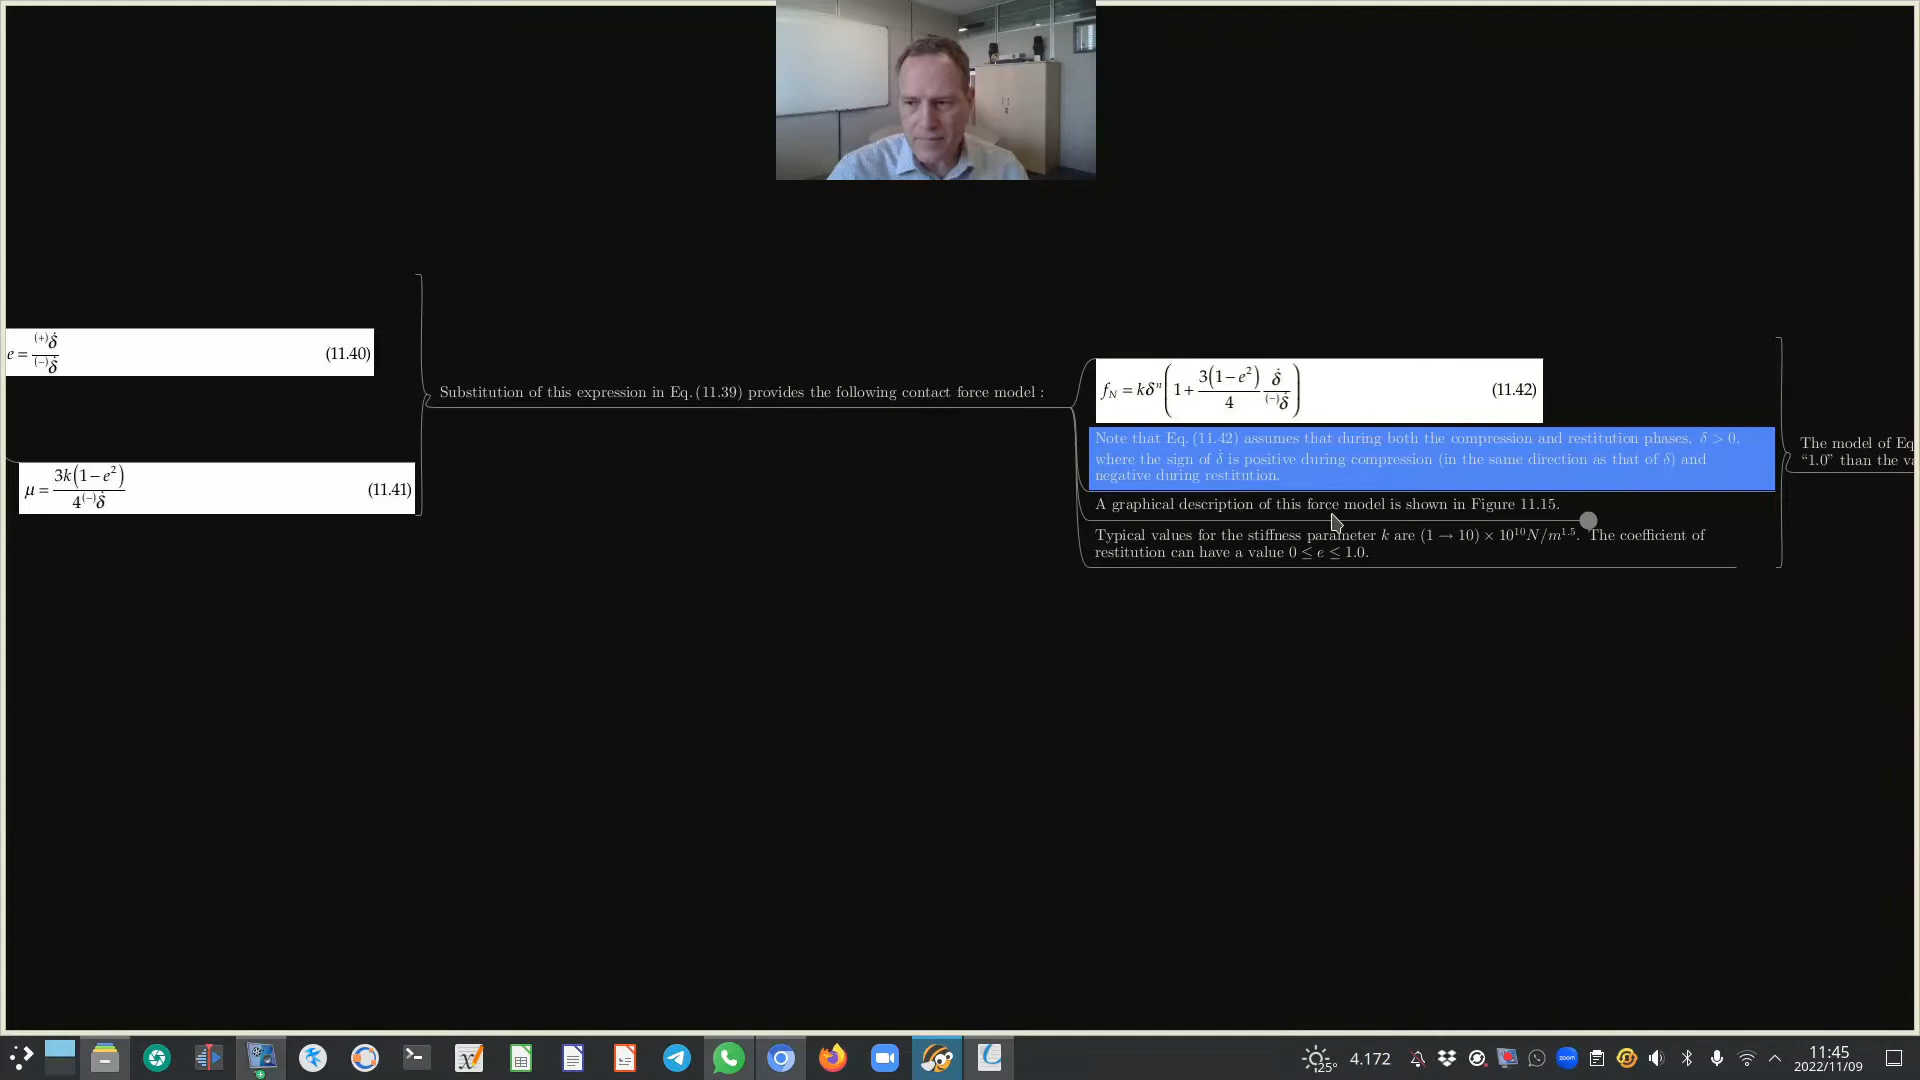 e = (+)δ̇ / (−)δ̇ (11.40)
μ = 3k(1−e²) / 4(−)δ̇ (11.41)
Substitution of this expression in Eq. (11.39) provides the following contact force model :
f_N = kδⁿ(1 + 3(1−e²)/4 δ̇/(−)δ̇) (11.42)
Note that Eq. (11.42) assumes that during both the compression and restitution phases, δ > 0,
where the sign of δ̇ is positive during compression (in the same direction as that of δ) and
negative during restitution.
A graphical description of this force model is shown in Figure 11.15.
Typical values for the stiffness parameter k are (1 → 10) × 10¹⁰N/m¹·⁵. The coefficient of
restitution can have a value 0 ≤ e ≤ 1.0.
The model of Eq
“1.0” than the va
25°
4.172
zoom
11:45
2022/11/09